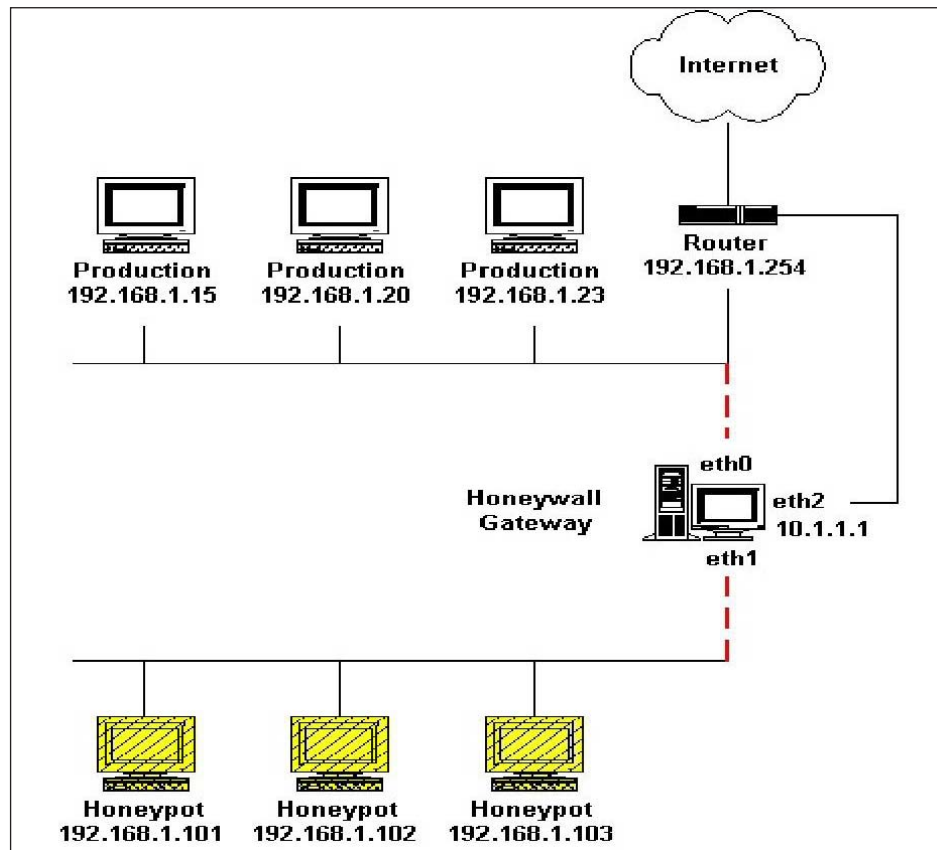 Internet
Router
192.168.1.254
Production
192.168.1.15
Production
192.168.1.20
Production
192.168.1.23
Honeywall
Gateway
eth0
eth2
10.1.1.1
eth1
Honeypot
192.168.1.101
Honeypot
192.168.1.102
Honeypot
192.168.1.103